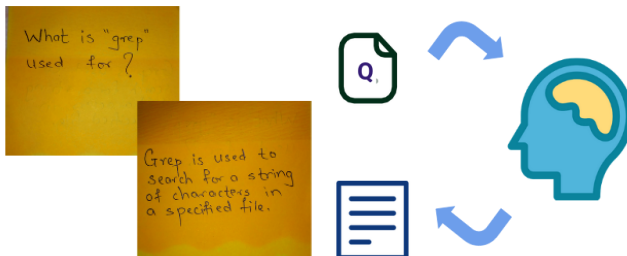 What is "grep"
used for?
Grep is used to
search for a string
of characters in
a specified file.
Q